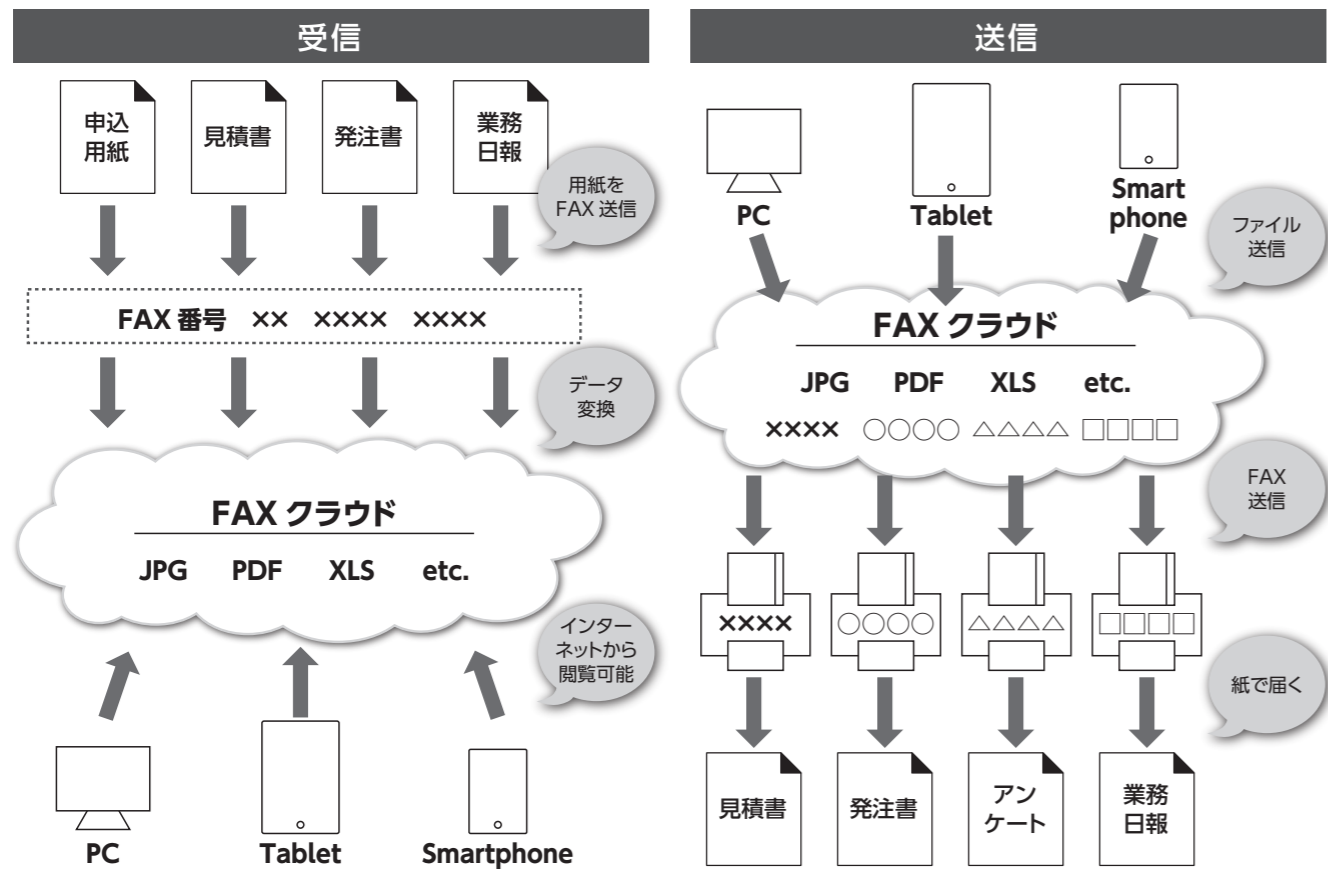 受信
申込
用紙
見積書
発注書
業務
日報
用紙を
FAX 送信
FAX 番号 ×× ×××× ××××
データ
変換
FAX クラウド
JPG PDF XLS etc.
インター
ネットから
閲覧可能
PC
Tablet
Smartphone
送信
PC
Tablet
Smart
phone
ファイル
送信
FAX クラウド
JPG PDF XLS etc.
×××× ○○○○ △△△△ □□□□
FAX
送信
×××× ○○○○ △△△△ □□□□
紙で届く
見積書
発注書
アン
ケート
業務
日報